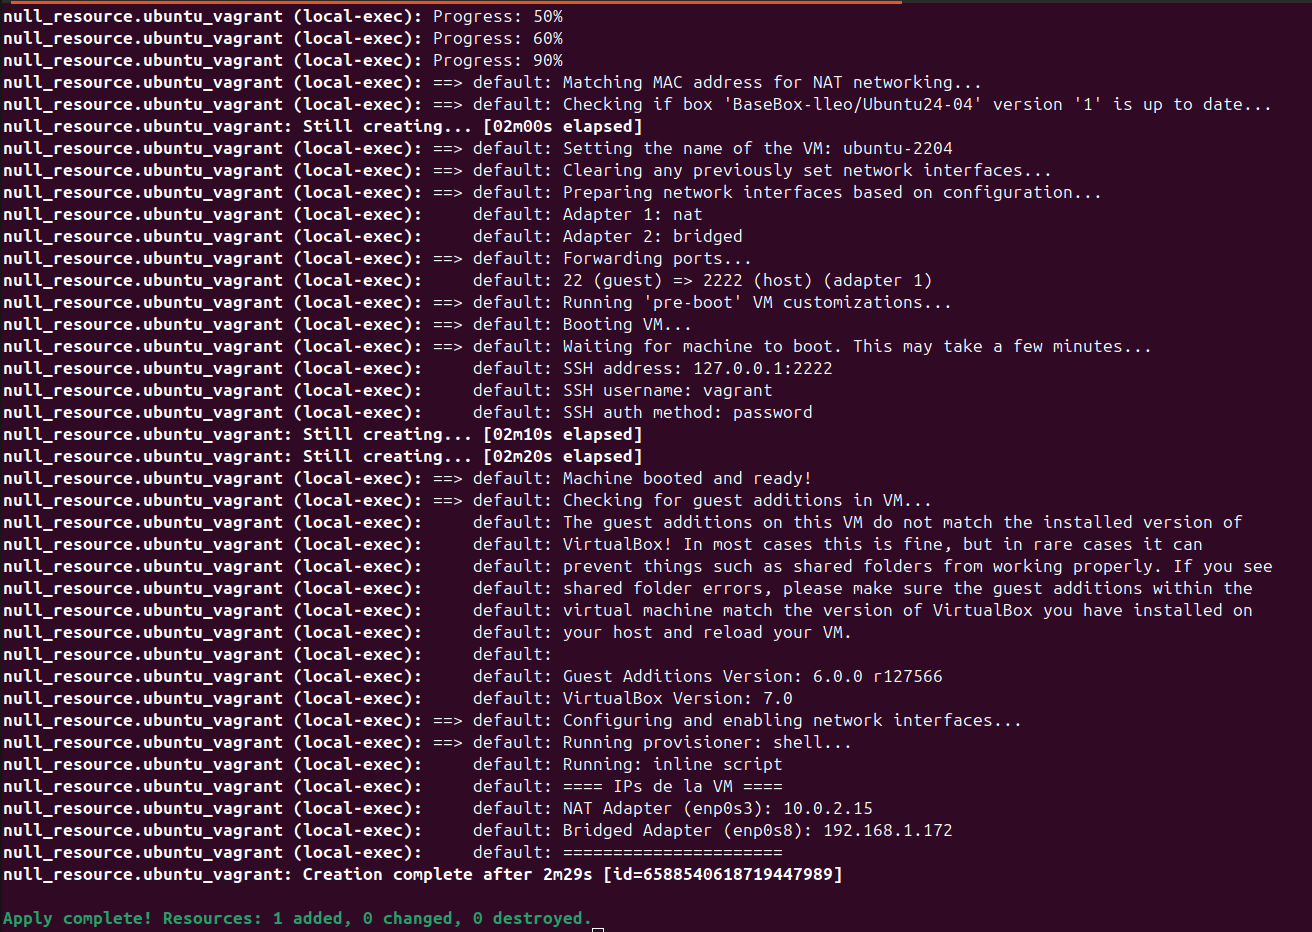 null_resource.ubuntu_vagrant (local-exec): Progress: 50%
null_resource.ubuntu_vagrant (local-exec): Progress: 60%
null_resource.ubuntu_vagrant (local-exec): Progress: 90%
null_resource.ubuntu_vagrant (local-exec): ==> default: Matching MAC address for NAT networking...
null_resource.ubuntu_vagrant (local-exec): ==> default: Checking if box 'BaseBox-lleo/Ubuntu24-04' version '1' is up to date...
null_resource.ubuntu_vagrant: Still creating... [02m00s elapsed]
null_resource.ubuntu_vagrant (local-exec): ==> default: Setting the name of the VM: ubuntu-2204
null_resource.ubuntu_vagrant (local-exec): ==> default: Clearing any previously set network interfaces...
null_resource.ubuntu_vagrant (local-exec): ==> default: Preparing network interfaces based on configuration...
null_resource.ubuntu_vagrant (local-exec):     default: Adapter 1: nat
null_resource.ubuntu_vagrant (local-exec):     default: Adapter 2: bridged
null_resource.ubuntu_vagrant (local-exec): ==> default: Forwarding ports...
null_resource.ubuntu_vagrant (local-exec):     default: 22 (guest) => 2222 (host) (adapter 1)
null_resource.ubuntu_vagrant (local-exec): ==> default: Running 'pre-boot' VM customizations...
null_resource.ubuntu_vagrant (local-exec): ==> default: Booting VM...
null_resource.ubuntu_vagrant (local-exec): ==> default: Waiting for machine to boot. This may take a few minutes...
null_resource.ubuntu_vagrant (local-exec):     default: SSH address: 127.0.0.1:2222
null_resource.ubuntu_vagrant (local-exec):     default: SSH username: vagrant
null_resource.ubuntu_vagrant (local-exec):     default: SSH auth method: password
null_resource.ubuntu_vagrant: Still creating... [02m10s elapsed]
null_resource.ubuntu_vagrant: Still creating... [02m20s elapsed]
null_resource.ubuntu_vagrant (local-exec): ==> default: Machine booted and ready!
null_resource.ubuntu_vagrant (local-exec): ==> default: Checking for guest additions in VM...
null_resource.ubuntu_vagrant (local-exec):     default: The guest additions on this VM do not match the installed version of
null_resource.ubuntu_vagrant (local-exec):     default: VirtualBox! In most cases this is fine, but in rare cases it can
null_resource.ubuntu_vagrant (local-exec):     default: prevent things such as shared folders from working properly. If you see
null_resource.ubuntu_vagrant (local-exec):     default: shared folder errors, please make sure the guest additions within the
null_resource.ubuntu_vagrant (local-exec):     default: virtual machine match the version of VirtualBox you have installed on
null_resource.ubuntu_vagrant (local-exec):     default: your host and reload your VM.
null_resource.ubuntu_vagrant (local-exec):     default:
null_resource.ubuntu_vagrant (local-exec):     default: Guest Additions Version: 6.0.0 r127566
null_resource.ubuntu_vagrant (local-exec):     default: VirtualBox Version: 7.0
null_resource.ubuntu_vagrant (local-exec): ==> default: Configuring and enabling network interfaces...
null_resource.ubuntu_vagrant (local-exec): ==> default: Running provisioner: shell...
null_resource.ubuntu_vagrant (local-exec):     default: Running: inline script
null_resource.ubuntu_vagrant (local-exec):     default: ==== IPs de la VM ====
null_resource.ubuntu_vagrant (local-exec):     default: NAT Adapter (enp0s3): 10.0.2.15
null_resource.ubuntu_vagrant (local-exec):     default: Bridged Adapter (enp0s8): 192.168.1.172
null_resource.ubuntu_vagrant (local-exec):     default: ======================
null_resource.ubuntu_vagrant: Creation complete after 2m29s [id=6588540618719447989]
Apply complete! Resources: 1 added, 0 changed, 0 destroyed.